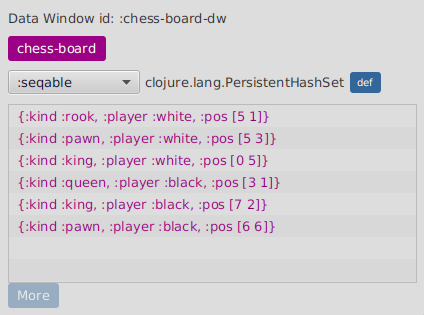 Data Window id: :chess-board-dw
chess-board
:seqable clojure.lang.PersistentHashSet def
{:kind :rook, :player :white, :pos [5 1]}
{:kind :pawn, :player :white, :pos [5 3]}
{:kind :king, :player :white, :pos [0 5]}
{:kind :queen, :player :black, :pos [3 1]}
{:kind :king, :player :black, :pos [7 2]}
{:kind :pawn, :player :black, :pos [6 6]}
More